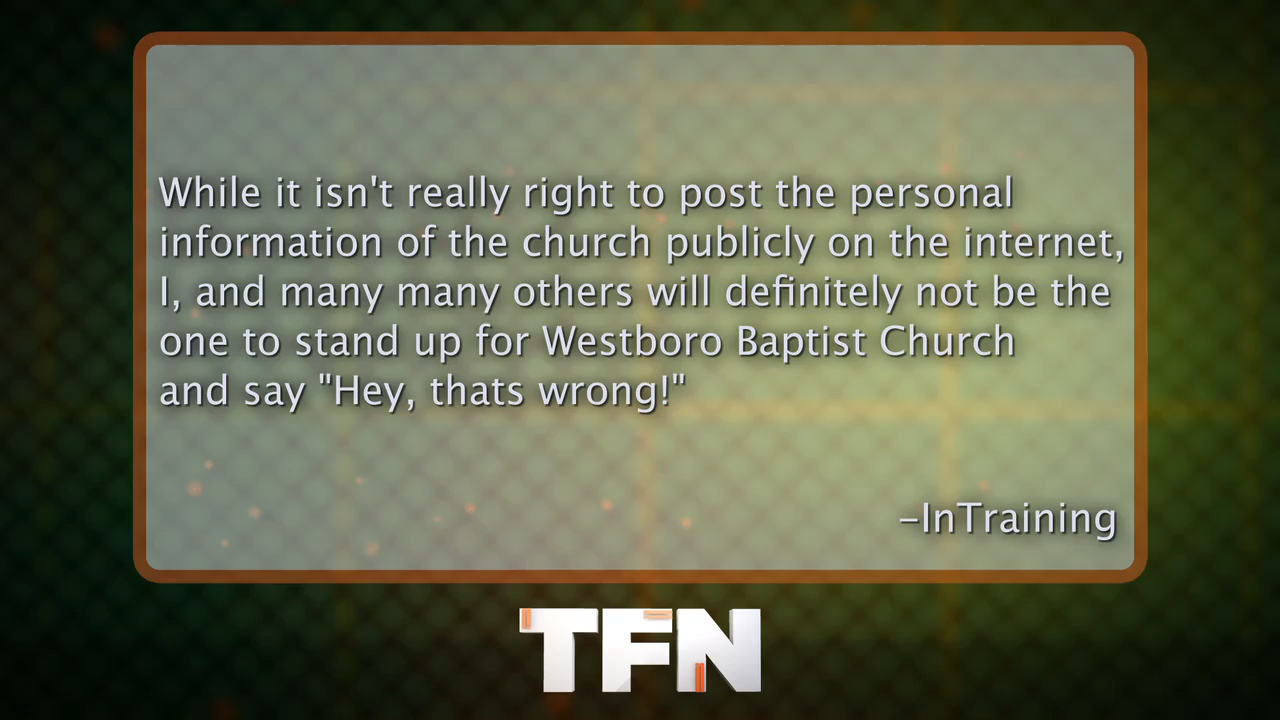 While it isn't really right to post the personal
information of the church publicly on the internet,
I, and many many others will definitely not be the
one to stand up for Westboro Baptist Church
and say "Hey, thats wrong!"
-InTraining
TFN